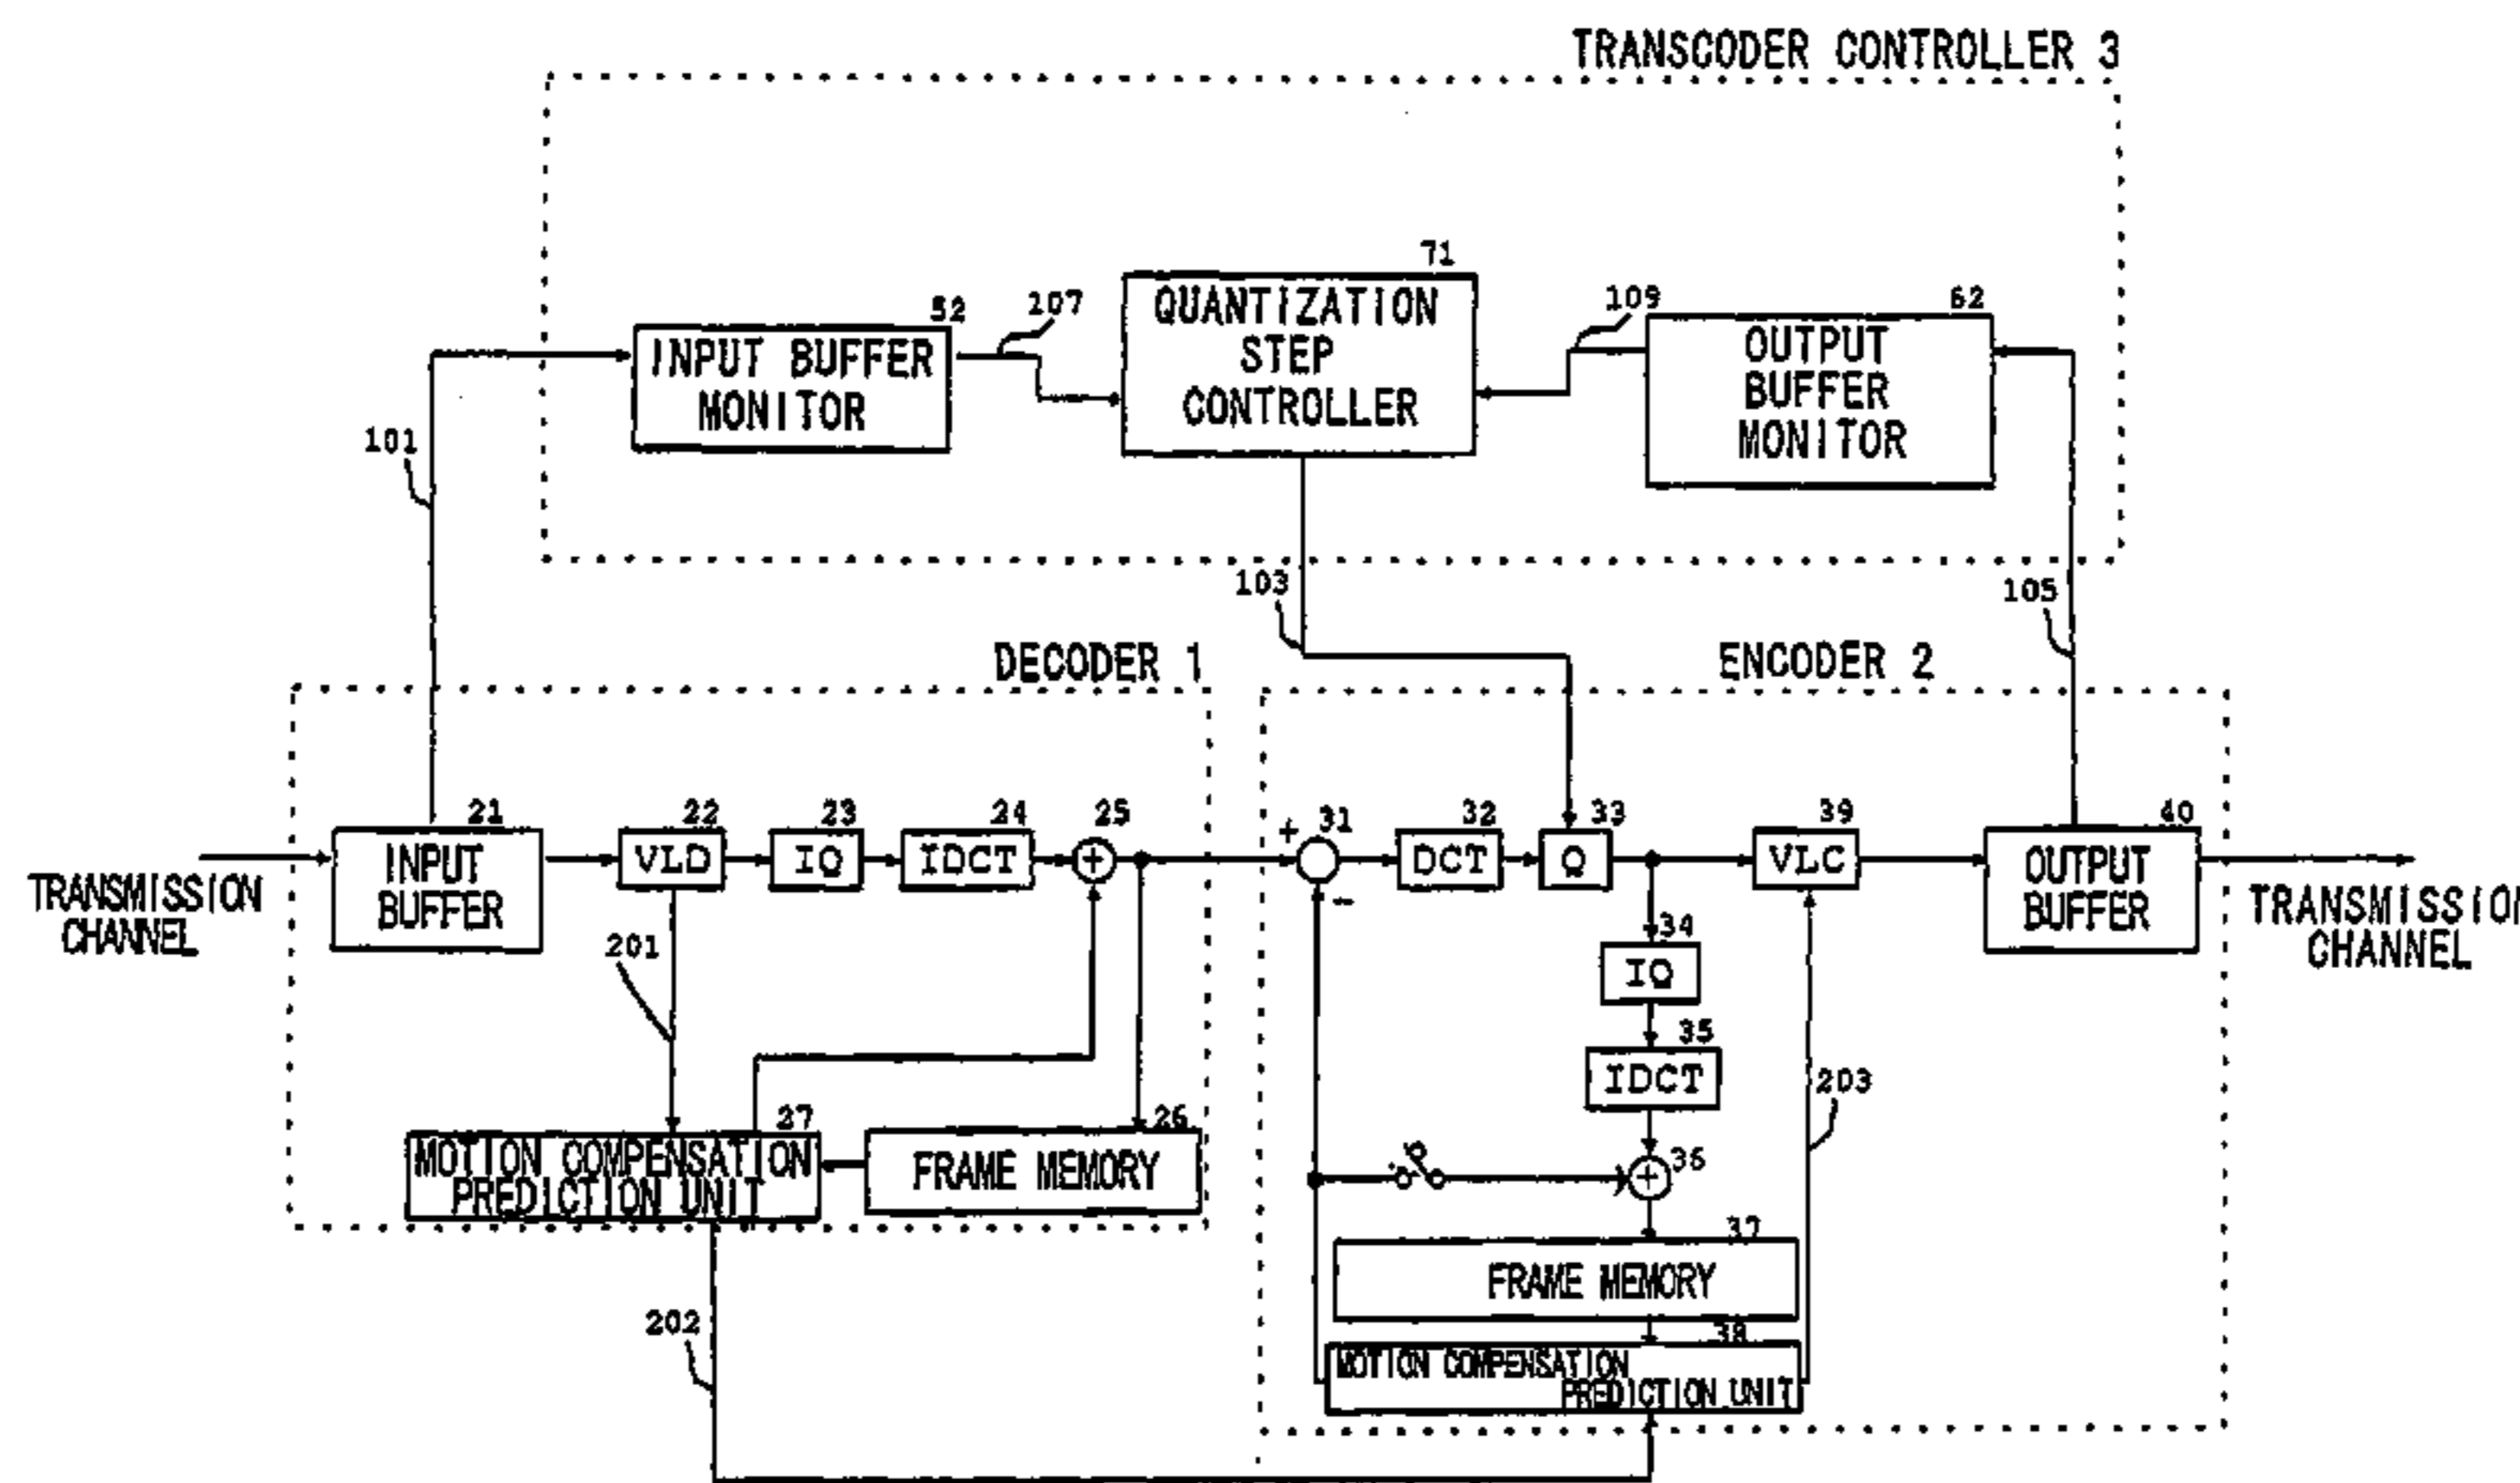 TRANSCODER CONTROLLER 3
71
QUANTIZATION
STEP
CONTROLLER
52
INPUT BUFFER
MONITOR
107
109
62
OUTPUT
BUFFER
MONITOR
101
103
105
DECODER 1
ENCODER 2
TRANSMISSION
CHANNEL
21
INPUT
BUFFER
22
VLD
23
IQ
24
IDCT
25
+
+
31
-
32
DCT
33
Q
39
VLC
40
OUTPUT
BUFFER
CHANNEL
201
34
IQ
35
IDCT
203
27
MOTION COMPENSATION
PREDICTION UNIT
26
FRAME MEMORY
36
+
37
FRAME MEMORY
202
38
MOTION COMPENSATION
PREDICTION UNIT